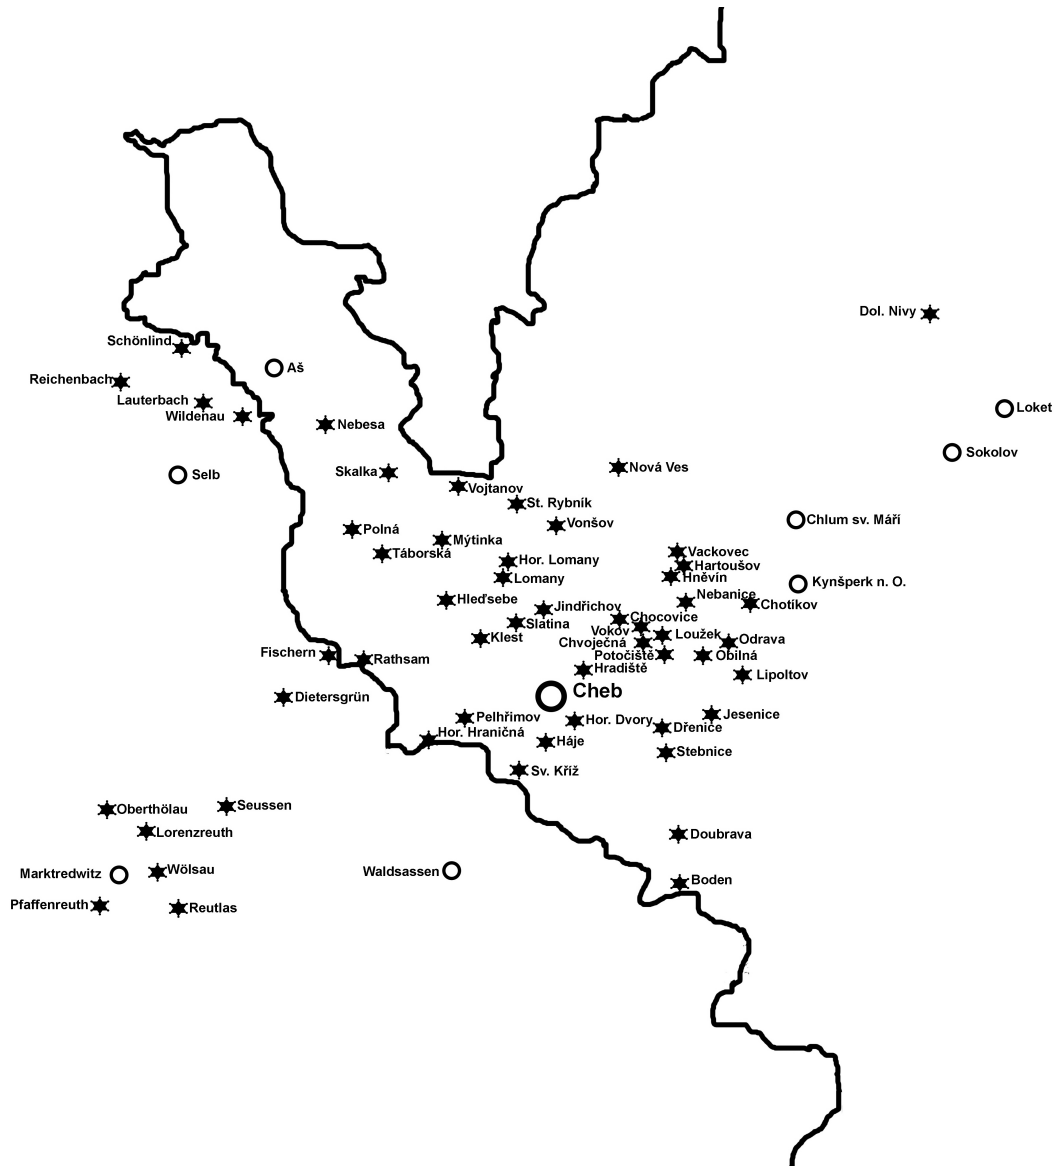 Dol. Nivy
Schönlind
Aš
Reichenbach
Lauterbach
Loket
Wildenau
Nebesa
Sokolov
Skalka
Nová Ves
Selb
Vojtanov
St. Rybník
Chlum sv. Máří
Vonšov
Polná
Mýtinka
Táborská
Vackovec
Hor. Lomany
Hartoušov
Lomany
Hněvín
Kynšperk n. O.
Nebanice
Hleďsebe
Jindřichov
Chotíkov
Chocovice
Slatina
Vokov
Loužek
Klest
Chvoječná
Odrava
Fischern
Rathsam
Potočiště
Obilná
Hradiště
Lipoltov
Cheb
Dietersgrün
Pelhřimov
Hor. Dvory
Jesenice
Hor. Hraničná
Dřenice
Háje
Stebnice
Sv. Kříž
Oberthölau
Seussen
Lorenzreuth
Doubrava
Marktredwitz
Wölsau
Waldsassen
Boden
Pfaffenreuth
Reutlas